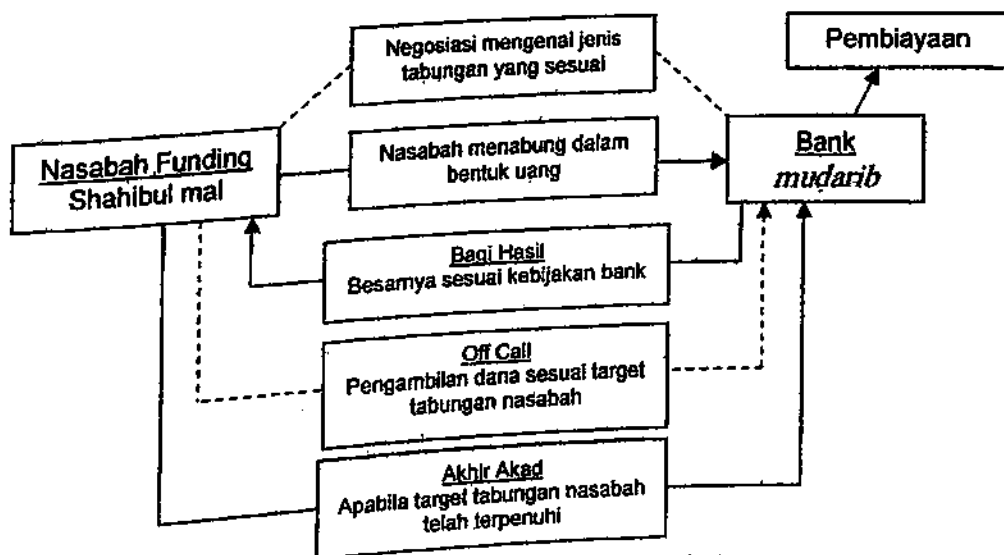 Negosiasi mengenai jenis
tabungan yang sesuai
Pembiayaan
Nasabah Funding
Shahibul mal
Nasabah menabung dalam
bentuk uang
Bank
mudarib
Bagi Hasil
Besarnya sesuai kebijakan bank
Off Call
Pengambilan dana sesuai target
tabungan nasabah
Akhir Akad
Apabila target tabungan nasabah
telah terpenuhi